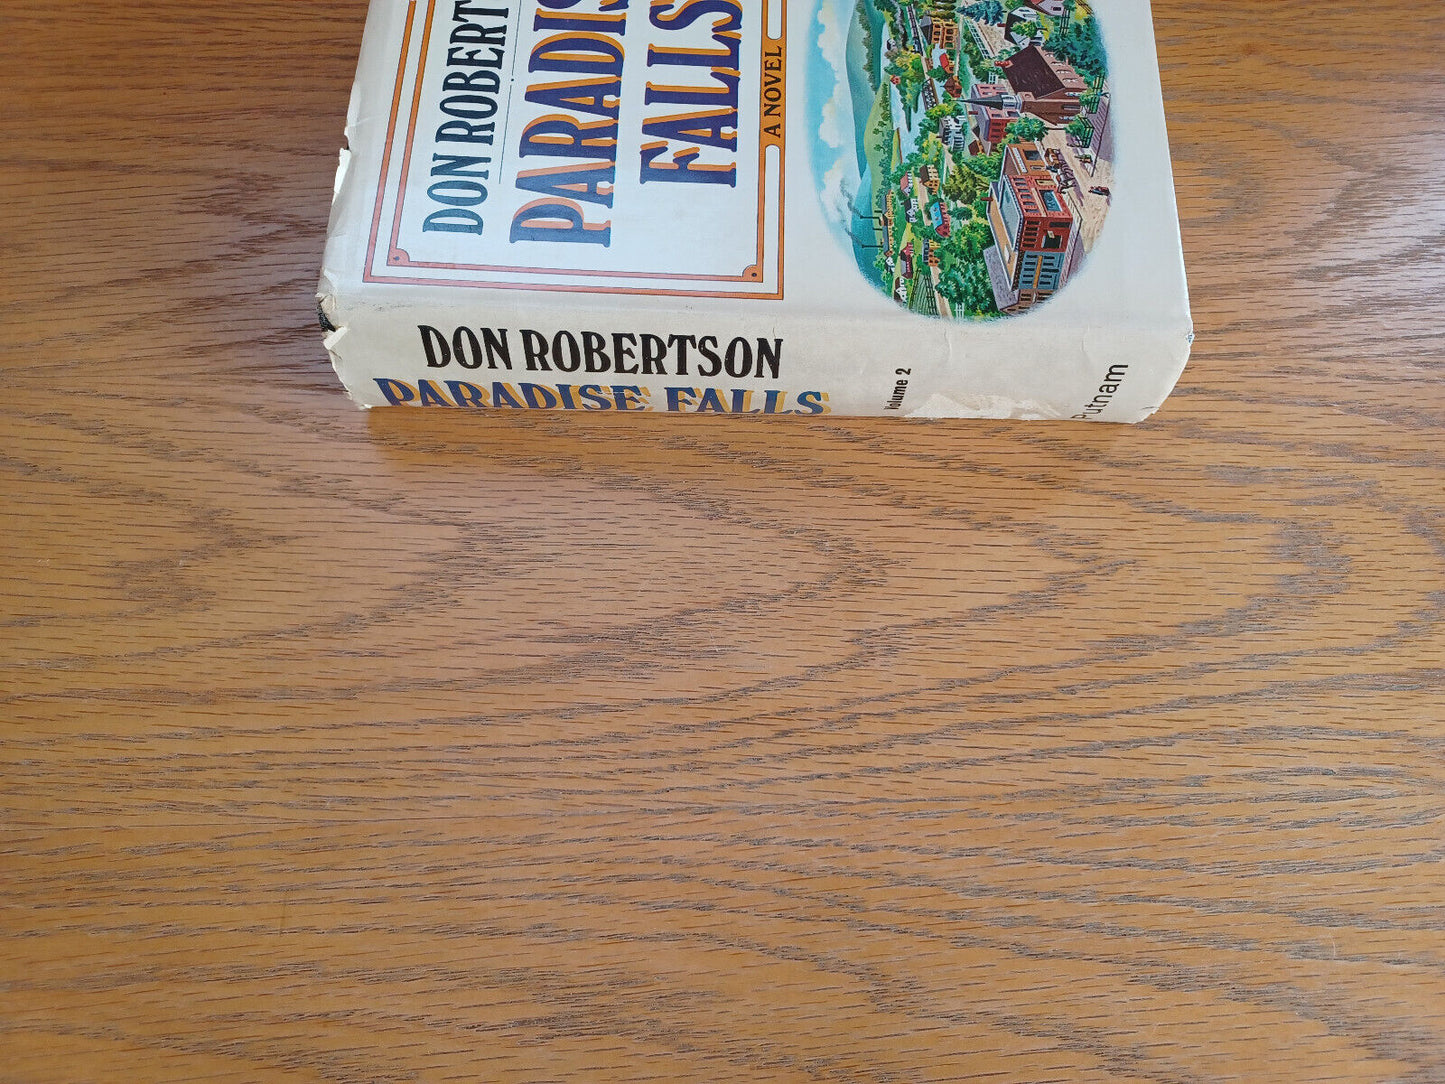 DON ROBERT
PARADIS
FALLS
A NOVEL
DON ROBERTSON
PARADISE FALLS
Volume 2
Putnam